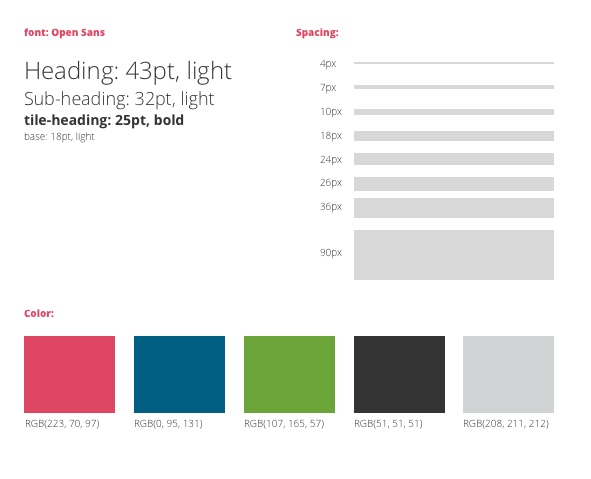 font: Open Sans
Heading: 43pt, light
Sub-heading: 32pt, light
tile-heading: 25pt, bold
base: 18pt, light
Spacing:
4px
7px
10px
18px
24px
26px
36px
90px
Color:
RGB(223, 70, 97)
RGB(0, 95, 131)
RGB(107, 165, 57)
RGB(51, 51, 51)
RGB(208, 211, 212)